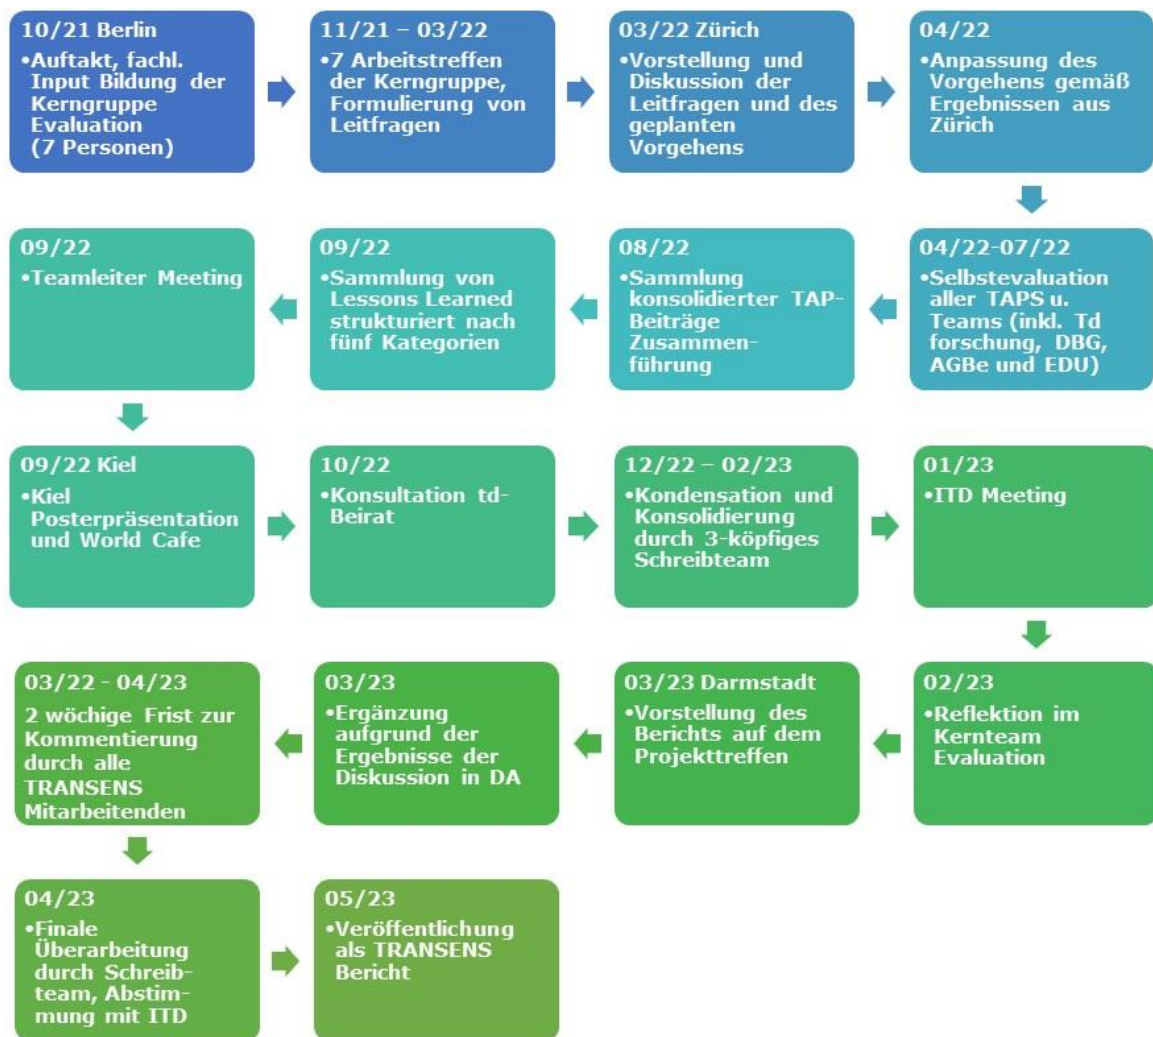 10/21 Berlin
•Auftakt, fachl.
Input Bildung der
Kerngruppe
Evaluation
(7 Personen)
11/21 – 03/22
•7 Arbeitstreffen
der Kerngruppe,
Formulierung von
Leitfragen
03/22 Zürich
•Vorstellung und
Diskussion der
Leitfragen und des
geplanten
Vorgehens
04/22
•Anpassung des
Vorgehens gemäß
Ergebnissen aus
Zürich
04/22-07/22
•Selbstevaluation
aller TAPS u.
Teams (inkl. Td
forschung, DBG,
AGBe und EDU)
08/22
•Sammlung
konsolidierter TAP-
Beiträge
Zusammen-
führung
09/22
•Sammlung von
Lessons Learned
strukturiert nach
fünf Kategorien
09/22
•Teamleiter Meeting
09/22 Kiel
•Kiel
Posterpräsentation
und World Cafe
10/22
•Konsultation td-
Beirat
12/22 – 02/23
•Kondensation und
Konsolidierung
durch 3-köpfiges
Schreibteam
01/23
•ITD Meeting
02/23
•Reflektion im
Kernteam
Evaluation
03/23 Darmstadt
•Vorstellung des
Berichts auf dem
Projekttreffen
03/23
•Ergänzung
aufgrund der
Ergebnisse der
Diskussion in DA
03/22 - 04/23
2 wöchige Frist zur
Kommentierung
durch alle
TRANSENS
Mitarbeitenden
04/23
•Finale
Überarbeitung
durch Schreib-
team, Abstim-
mung mit ITD
05/23
•Veröffentlichung
als TRANSENS
Bericht